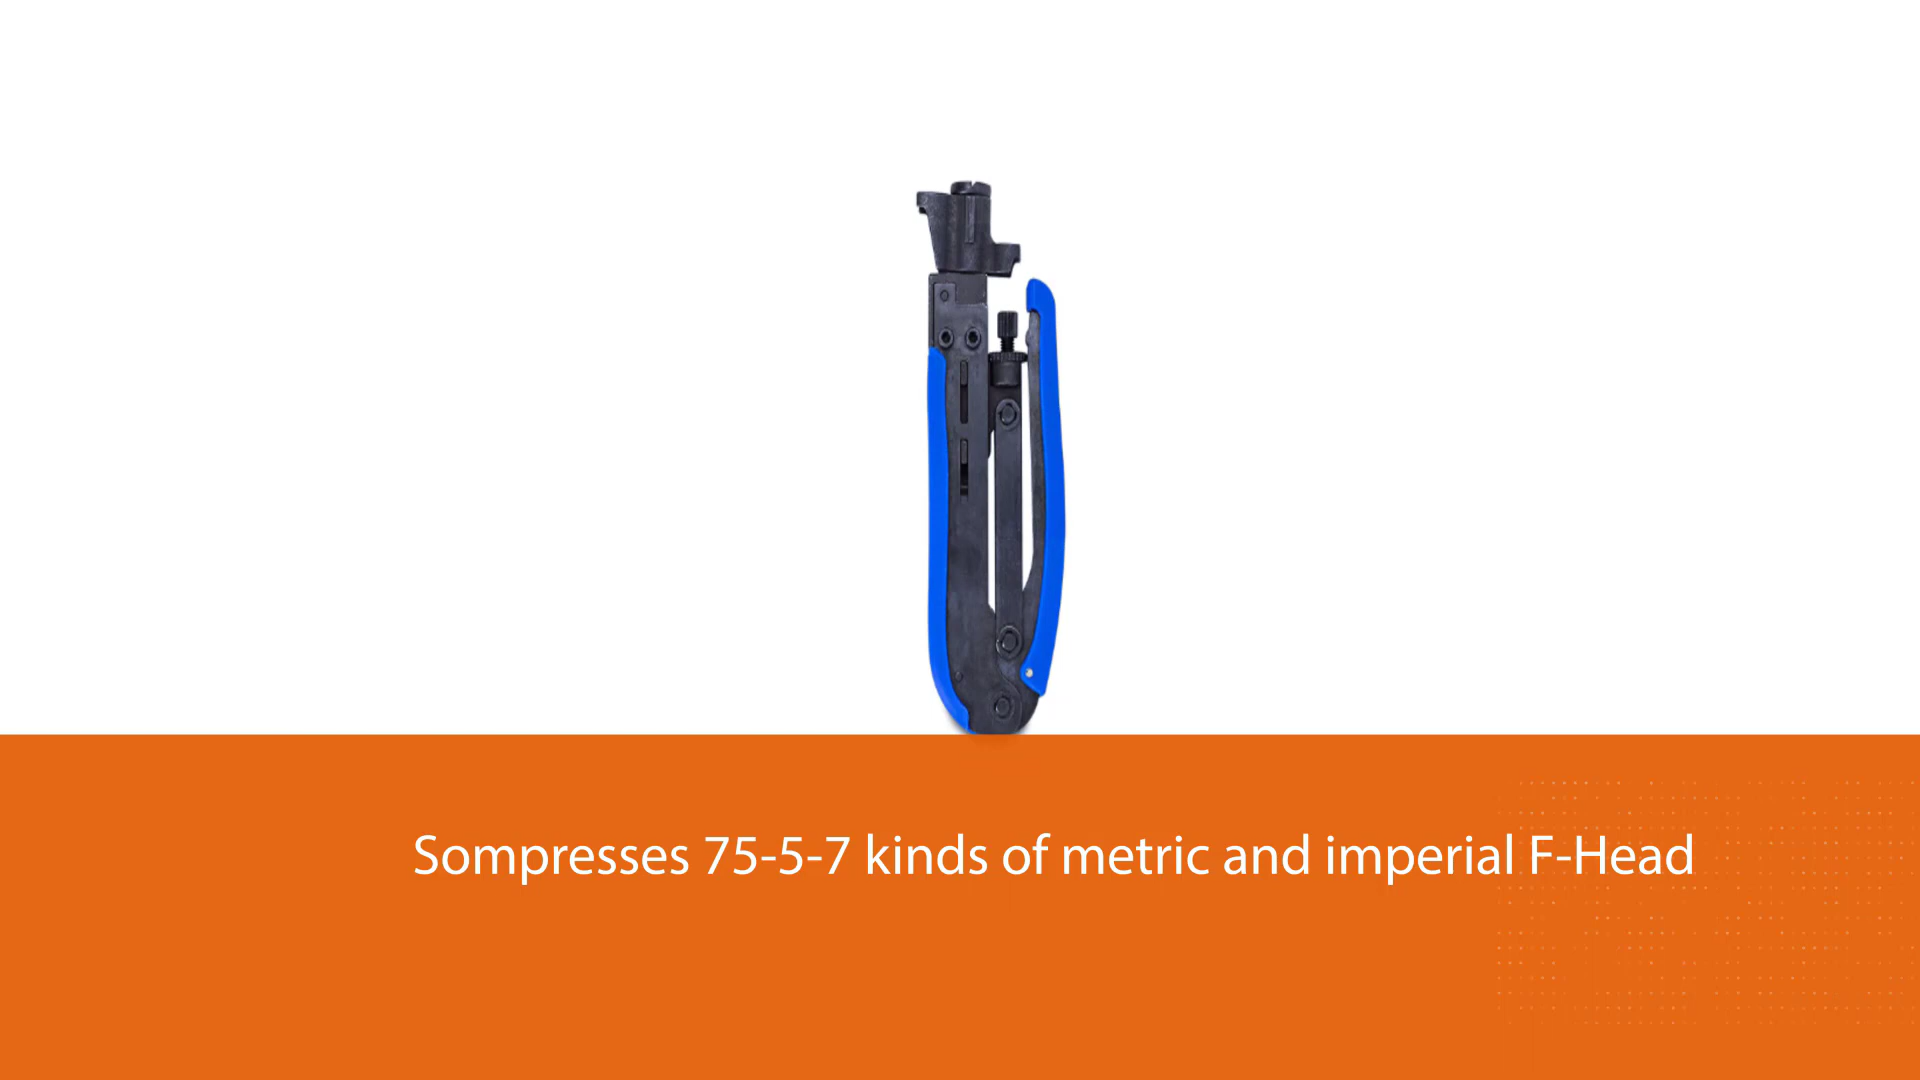 Sompresses 75-5-7 kinds of metric and imperial F-Head